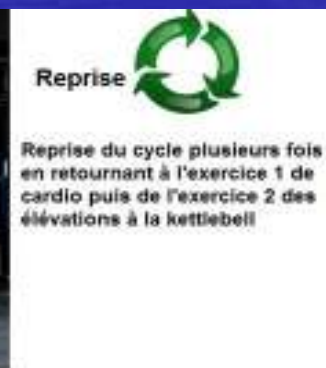 Reprise
Reprise du cycle plusieurs fois
en retournant à l'exercice 1 de
cardio puis de l'exercice 2 des
élévations à la kettlebell